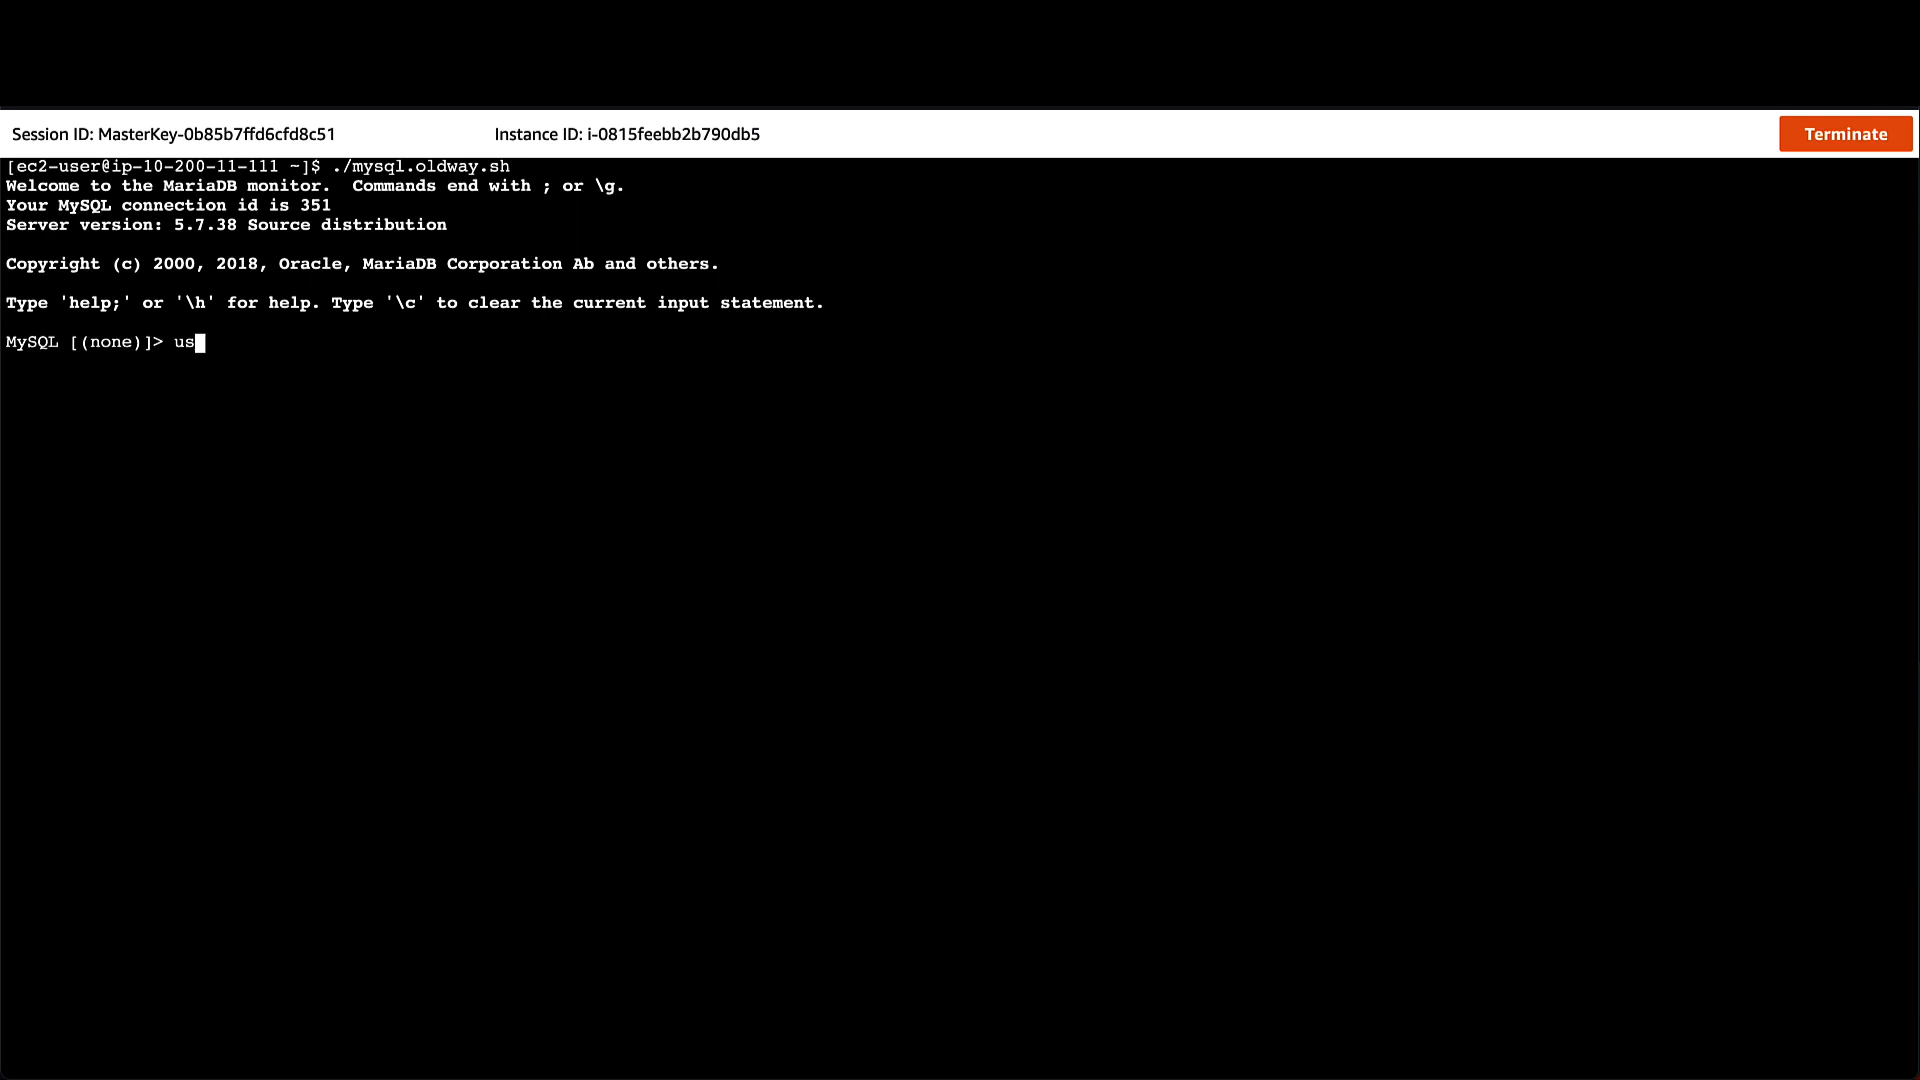 Session ID: MasterKey-0b85b7ffd6cfd8c51 Instance ID: i-0815feebb2b790db5 Terminate
[ec2-user@ip-10-200-11-111 ~]$ ./mysql.oldway.sh
Welcome to the MariaDB monitor.  Commands end with ; or \g.
Your MySQL connection id is 351
Server version: 5.7.38 Source distribution
Copyright (c) 2000, 2018, Oracle, MariaDB Corporation Ab and others.
Type 'help;' or '\h' for help. Type '\c' to clear the current input statement.
MySQL [(none)]> us